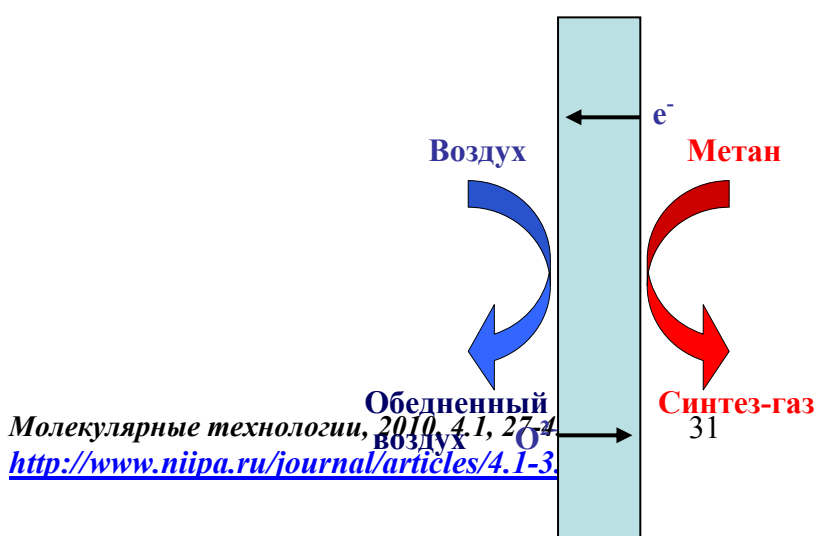 e⁻
Воздух Метан
Обедненный Синтез-газ
Молекулярные технологии, 2010, 4.1, 27-4 31
воздух O²⁻
http://www.niipa.ru/journal/articles/4.1-3.